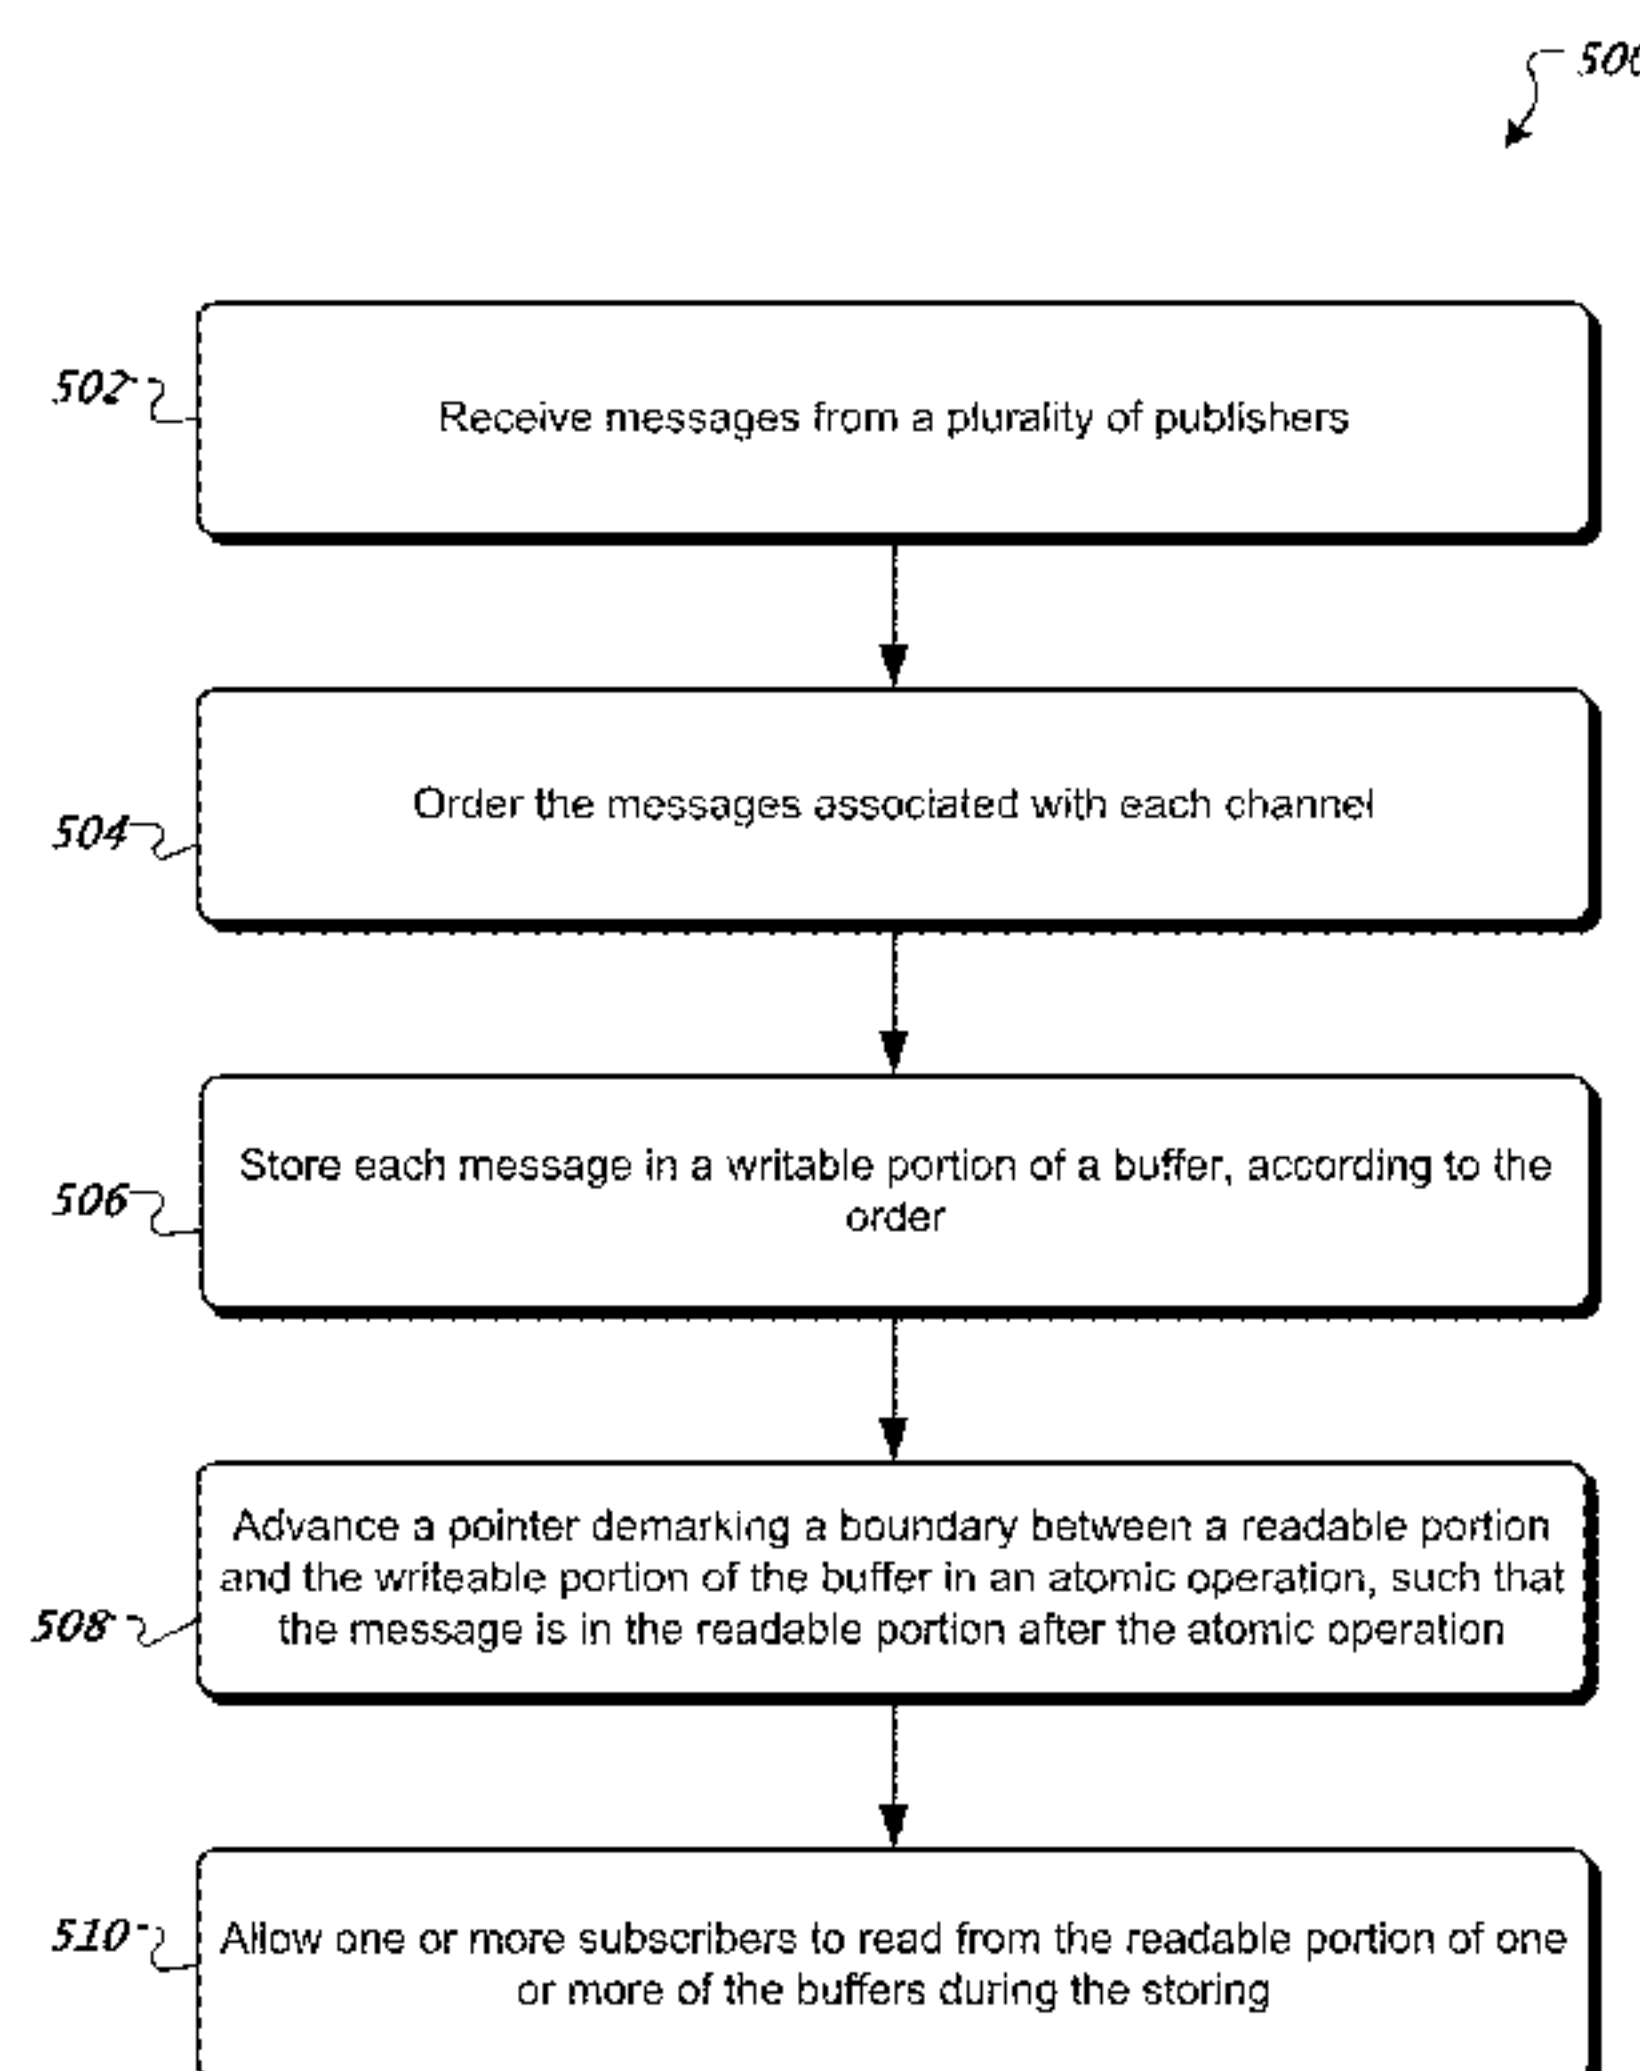 500
502
Receive messages from a plurality of publishers
504
Order the messages associated with each channel
506
Store each message in a writable portion of a buffer, according to the
order
Advance a pointer demarking a boundary between a readable portion
and the writeable portion of the buffer in an atomic operation, such that
508
the message is in the readable portion after the atomic operation
510
Allow one or more subscribers to read from the readable portion of one
or more of the buffers during the storing